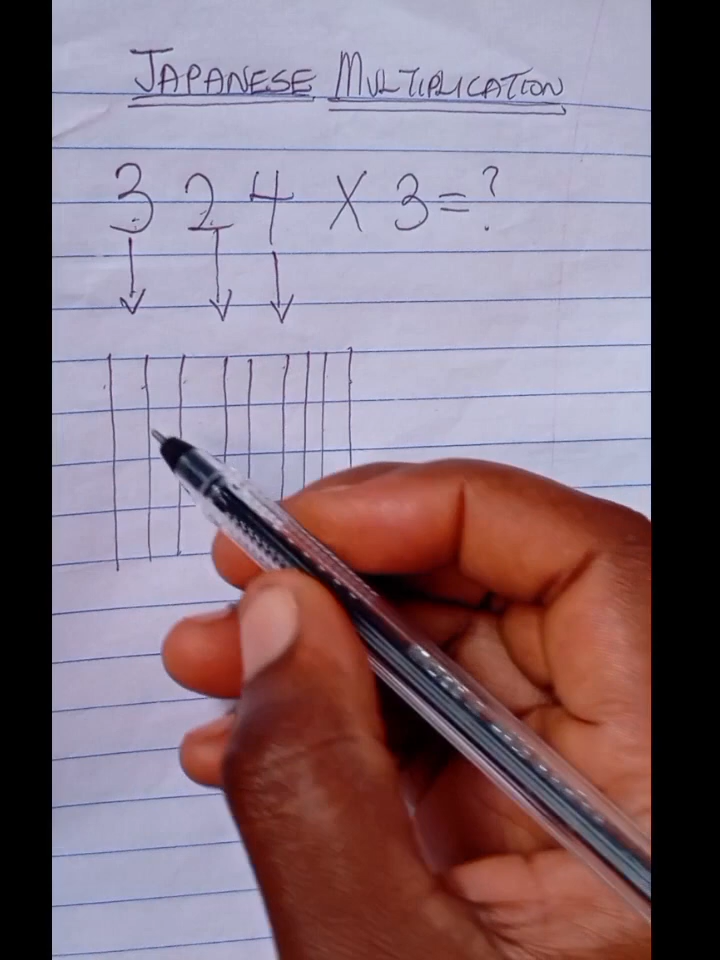 JAPANESE MULTIPLICATION
324 X 3 = ?